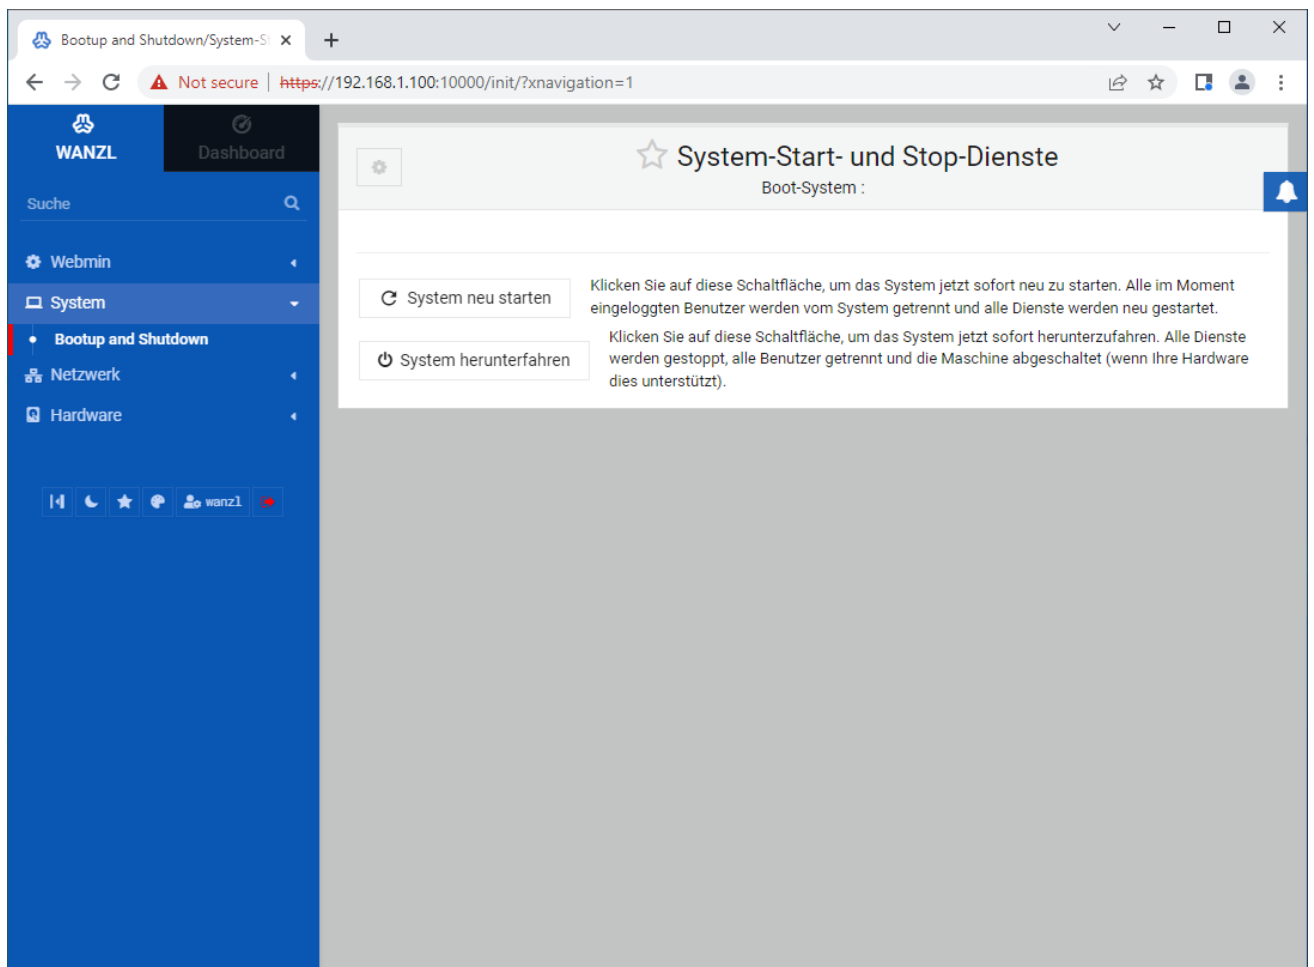 Bootup and Shutdown/System-S
Not secure | https://192.168.1.100:10000/init/?xnavigation=1
WANZL
Dashboard
Suche
Webmin
System
Bootup and Shutdown
Netzwerk
Hardware
wanzl
System-Start- und Stop-Dienste
Boot-System :
System neu starten
Klicken Sie auf diese Schaltfläche, um das System jetzt sofort neu zu starten. Alle im Moment
eingeloggten Benutzer werden vom System getrennt und alle Dienste werden neu gestartet.
System herunterfahren
Klicken Sie auf diese Schaltfläche, um das System jetzt sofort herunterzufahren. Alle Dienste
werden gestoppt, alle Benutzer getrennt und die Maschine abgeschaltet (wenn Ihre Hardware
dies unterstützt).